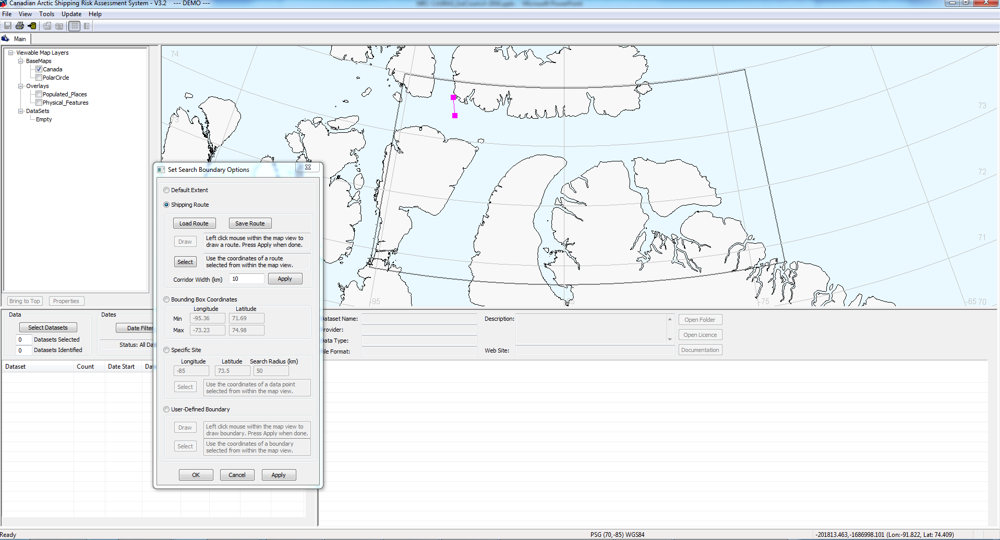 Canadian Arctic Shipping Risk Assessment System - V3.2 --- DEMO ---
File View Tools Update Help
Main
Viewable Map Layers
BaseMaps
Canada
PolarCircle
Overlays
Populated_Places
Physical_Features
DataSets
Empty
Bring to Top Properties
74
73
73
72
71
-95
-75
-65 70
Set Search Boundary Options
Default Extent
Shipping Route
Load Route Save Route
Draw
Left click mouse within the map view to
draw a route. Press Apply when done.
Select
Use the coordinates of a route
selected from within the map view.
Corridor Width (km) 10 Apply
Bounding Box Coordinates
Longitude Latitude
Min -95.36 71.69
Max -73.23 74.98
Specific Site
Longitude Latitude Search Radius (km)
-85 73.5 50
Select
Use the coordinates of a data point
selected from within the map view.
User-Defined Boundary
Draw
Left click mouse within the map view to
draw boundary. Press Apply when done.
Select
Use the coordinates of a boundary
selected from within the map view.
OK Cancel Apply
Data
Select Datasets
0 Datasets Selected
0 Datasets Identified
Dates
Date Filter
Status: All Da
Dataset Count Date Start Da
ataset Name:
rovider:
ata Type:
ile Format:
Description:
Web Site:
Open Folder
Open Licence
Documentation
Ready
PSG (70,-85) WGS84
-201813.463,-1686998.101 (Lon:-91.822, Lat: 74.409)